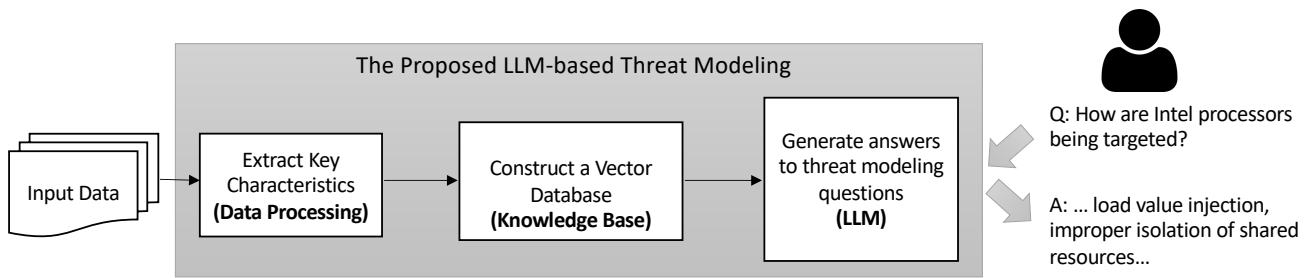 The Proposed LLM-based Threat Modeling
Input Data
Extract Key
Characteristics
(Data Processing)
Construct a Vector
Database
(Knowledge Base)
Generate answers
to threat modeling
questions
(LLM)
Q: How are Intel processors
being targeted?
A: ... load value injection,
improper isolation of shared
resources...